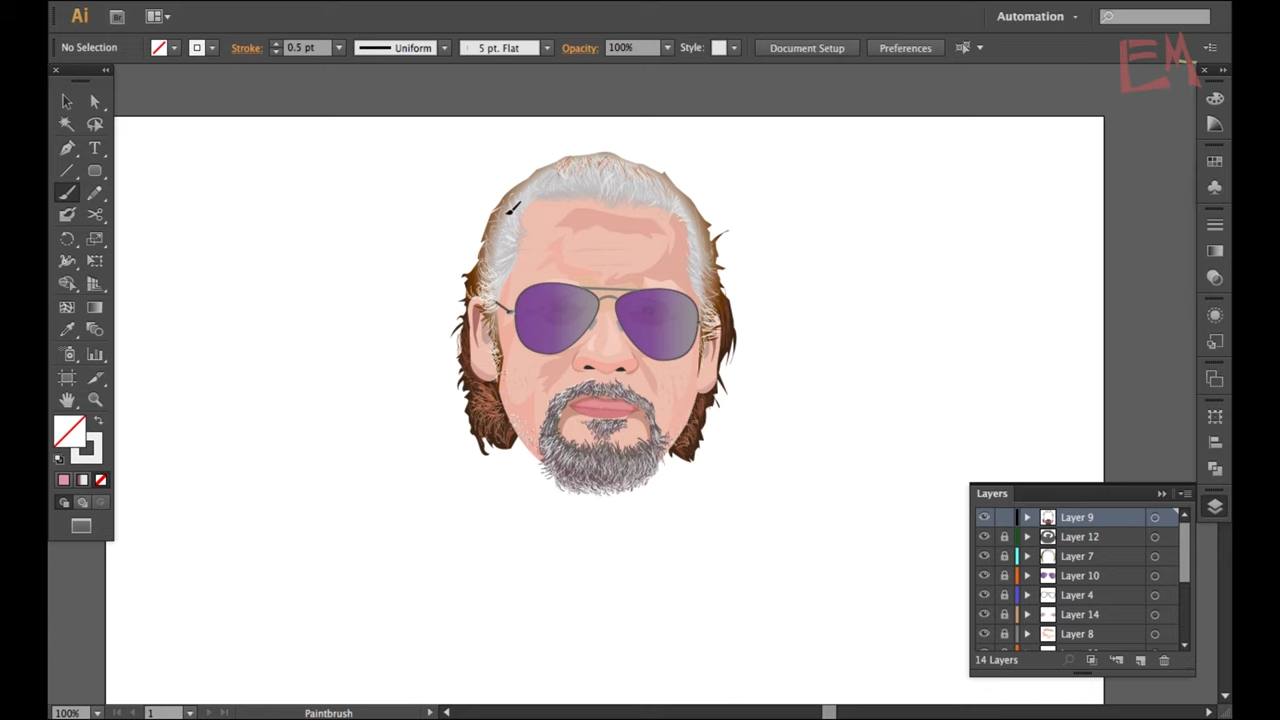 Ai Br Automation
No Selection Stroke: 0.5 pt Uniform 5 pt. Flat Opacity: 100% Style: Document Setup Preferences
EM
T
Layers
Layer 9
Layer 12
Layer 7
Layer 10
Layer 4
Layer 14
Layer 8
14 Layers
100% 1 Paintbrush